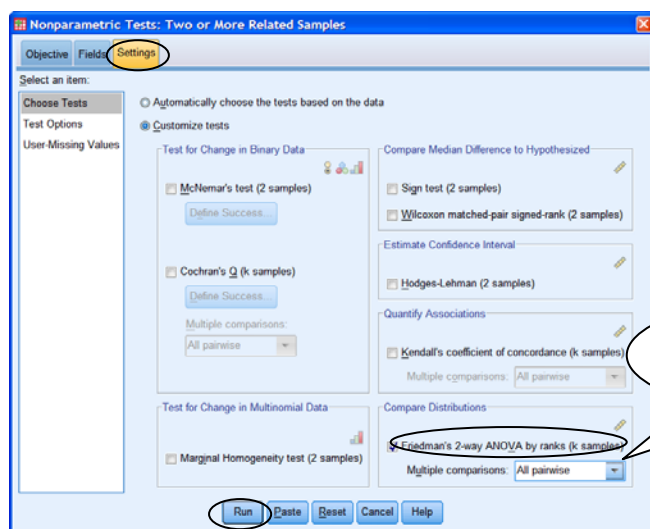 Nonparametric Tests: Two or More Related Samples
Objective Fields Settings
Select an item:
Choose Tests
Test Options
User-Missing Values
Automatically choose the tests based on the data
Customize tests
Test for Change in Binary Data
McNemar's test (2 samples)
Define Success...
Cochran's Q (k samples)
Define Success...
Multiple comparisons:
All pairwise
Test for Change in Multinomial Data
Marginal Homogeneity test (2 samples)
Compare Median Difference to Hypothesized
Sign test (2 samples)
Wilcoxon matched-pair signed-rank (2 samples)
Estimate Confidence Interval
Hodges-Lehman (2 samples)
Quantify Associations
Kendall's coefficient of concordance (k samples)
Multiple comparisons: All pairwise
Compare Distributions
Friedman's 2-way ANOVA by ranks (k samples)
Multiple comparisons: All pairwise
Run Paste Reset Cancel Help